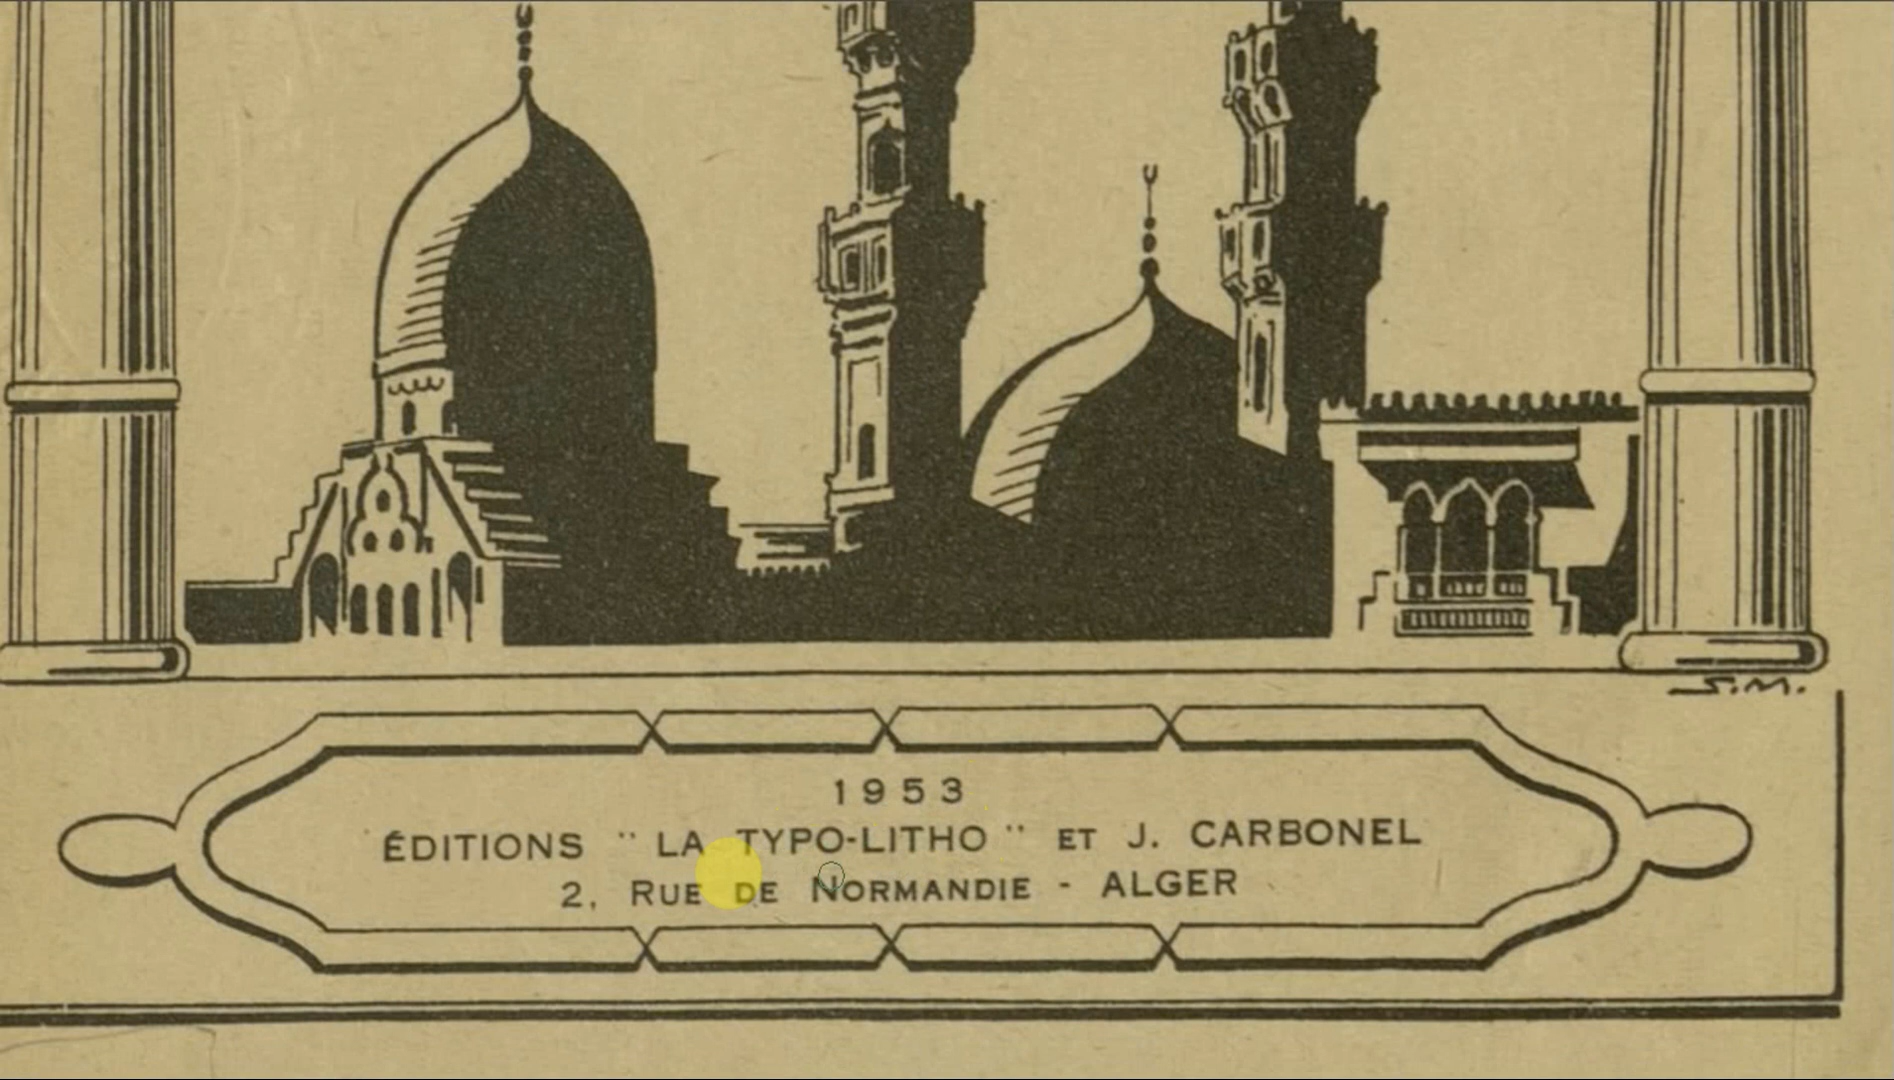 S.M.
1953
ÉDITIONS " LA TYPO-LITHO " ET J. CARBONEL
2, RUE DE NORMANDIE - ALGER